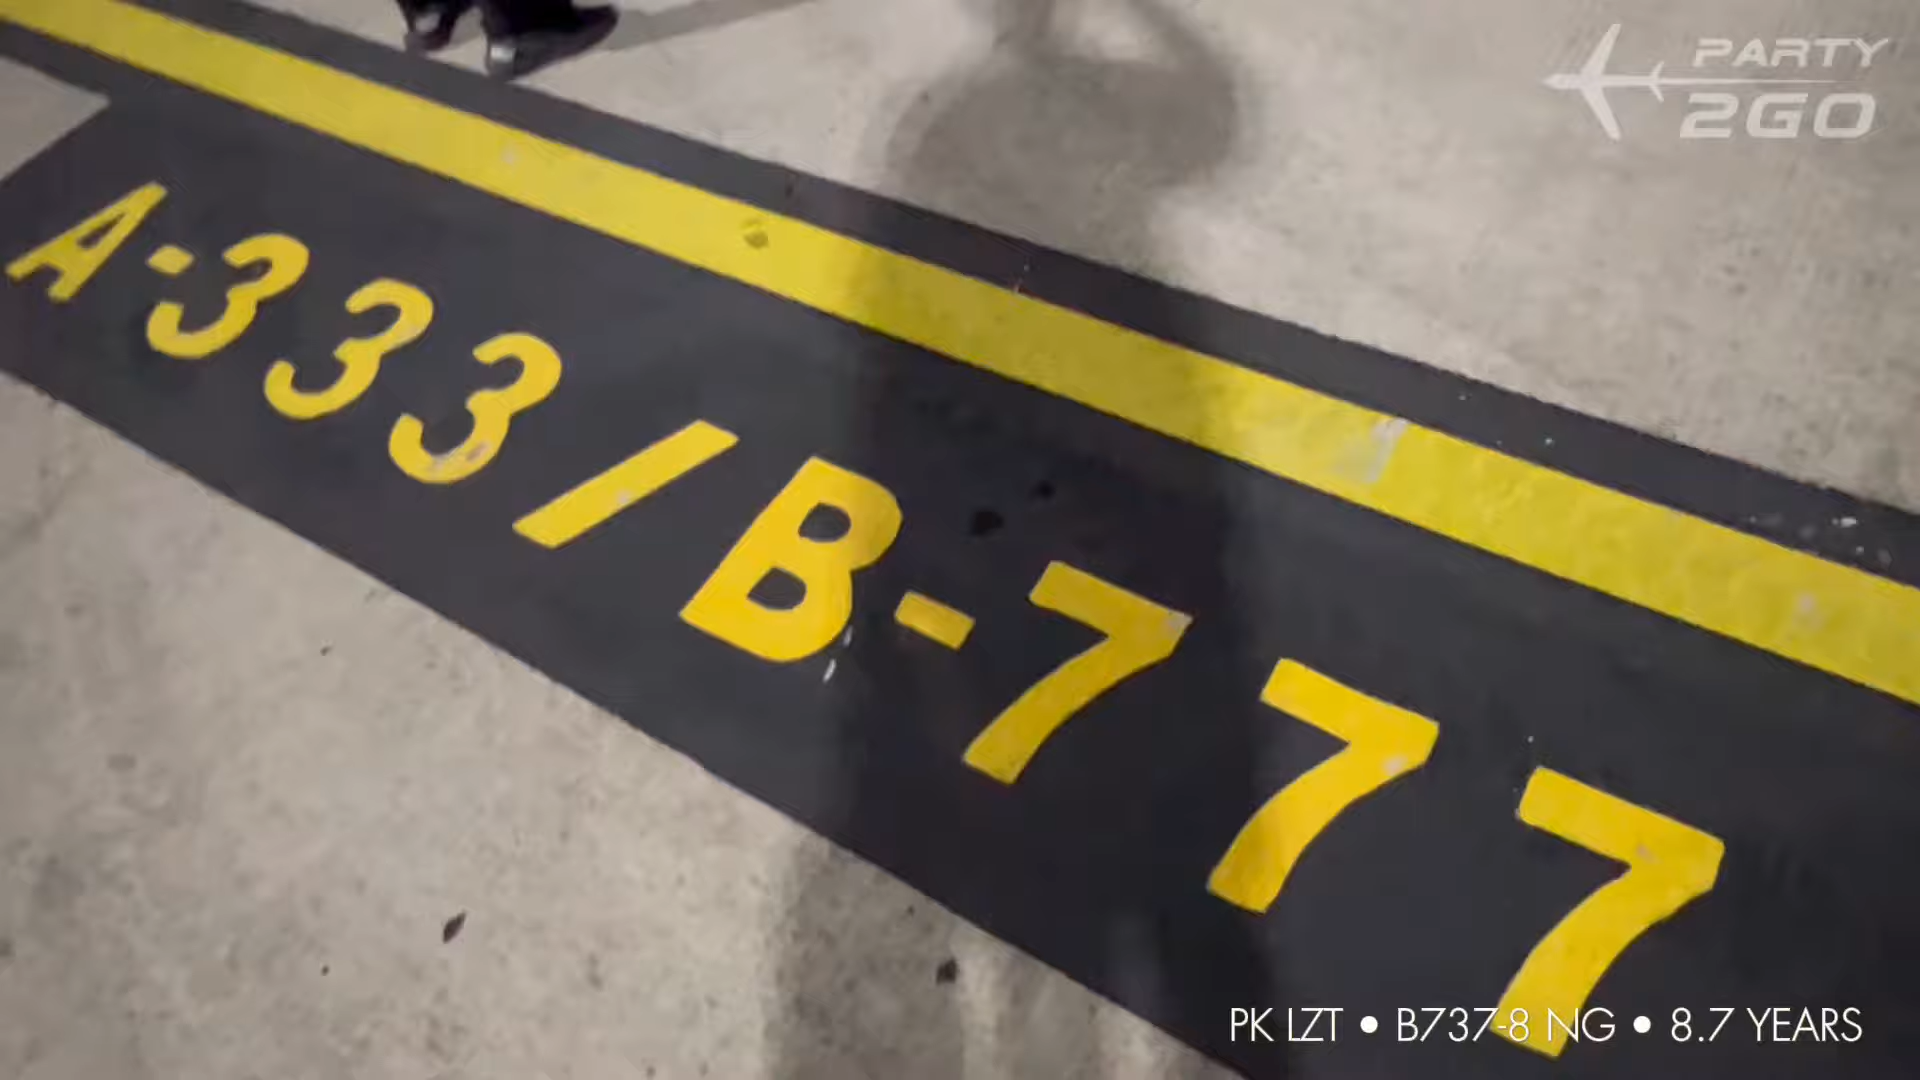 PARTY
2GO
A-333/B-777
PK LZT • B737-8 NG • 8.7 YEARS